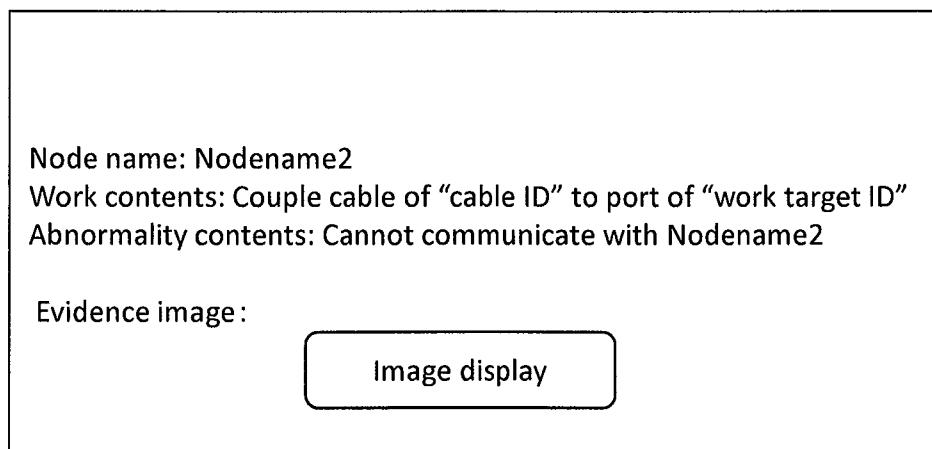 Node name: Nodename2
Work contents: Couple cable of “cable ID” to port of “work target ID”
Abnormality contents: Cannot communicate with Nodename2
Evidence image:
Image display